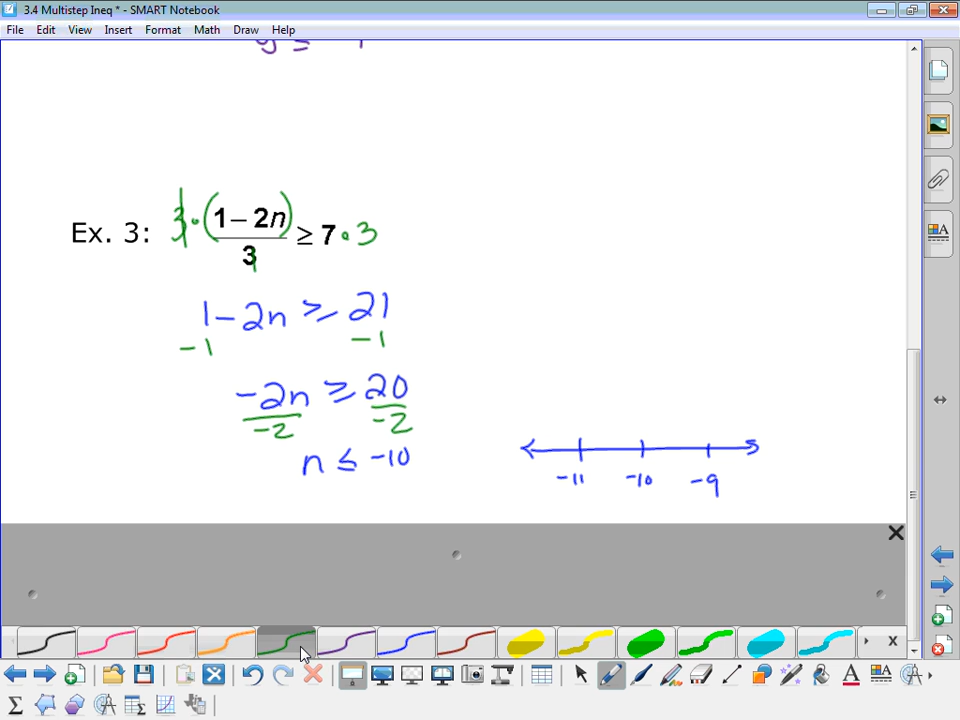 3.4 Multistep Ineq * - SMART Notebook
File Edit View Insert Format Math Draw Help
Ex. 3: 3 · (1 – 2n)/3 ≥ 7 · 3
1 - 2n ≥ 21
-1 -1
-2n ≥ 20
-2 -2
n ≤ -10
-11 -10 -9